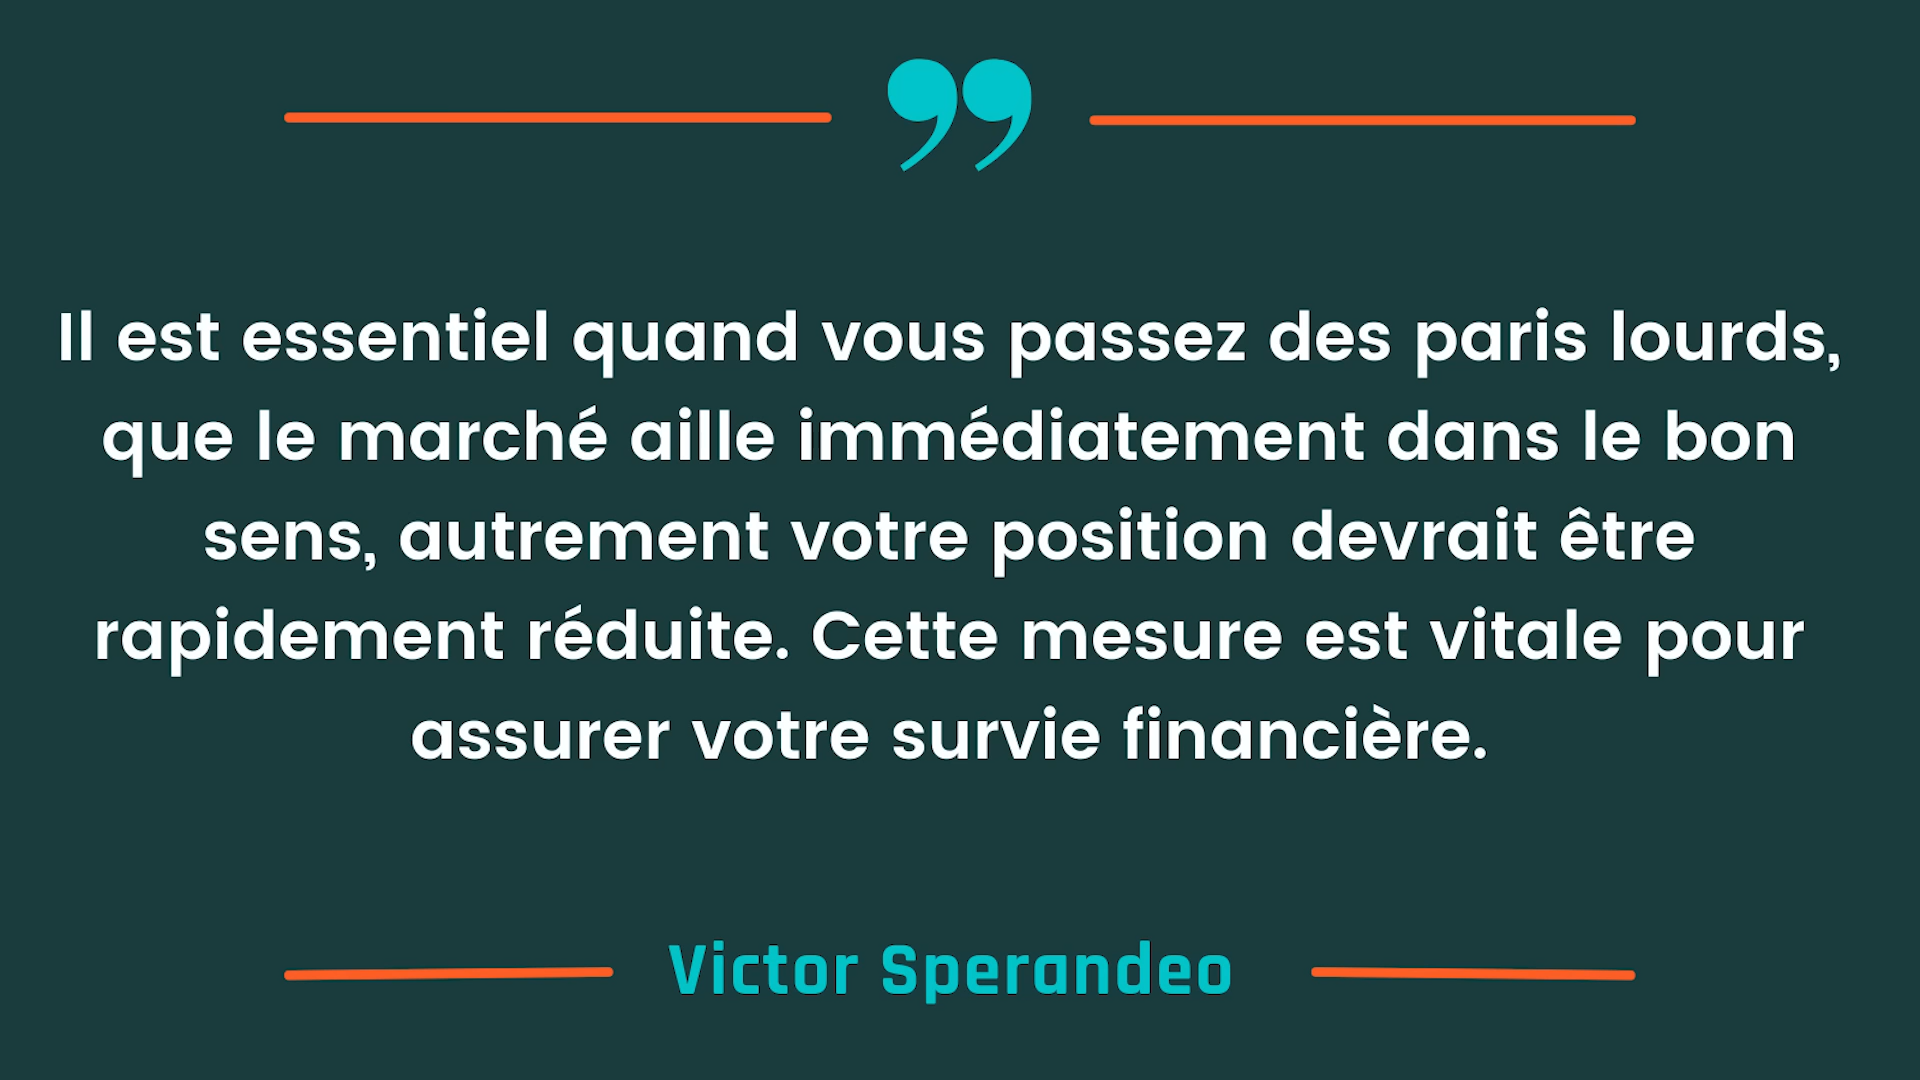 ”
Il est essentiel quand vous passez des paris lourds,
que le marché aille immédiatement dans le bon
sens, autrement votre position devrait être
rapidement réduite. Cette mesure est vitale pour
assurer votre survie financière.
Victor Sperandeo